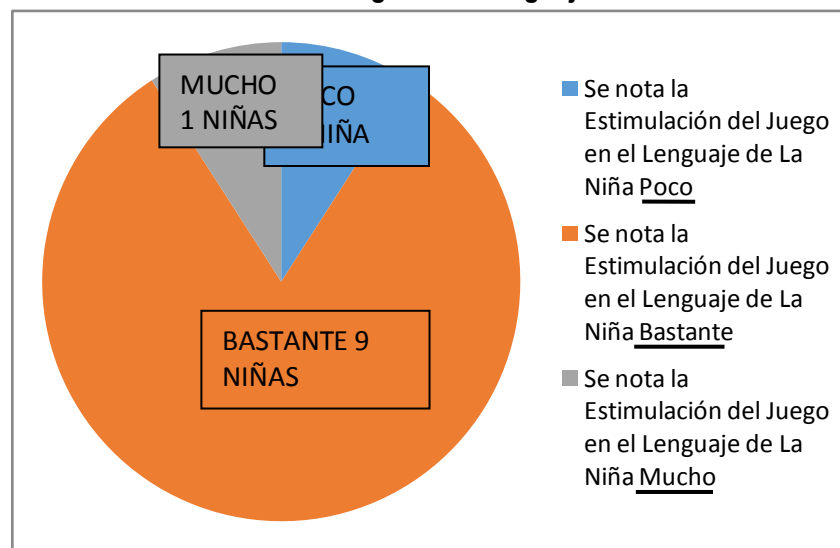 MUCHO
1 NIÑAS
BASTANTE 9
NIÑAS
Se nota la
Estimulación del Juego
en el Lenguaje de La
Niña Poco
Se nota la
Estimulación del Juego
en el Lenguaje de La
Niña Bastante
Se nota la
Estimulación del Juego
en el Lenguaje de La
Niña Mucho